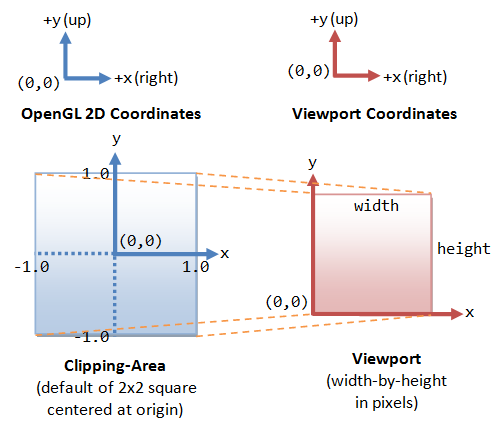 +y (up)
(0,0)
+x (right)
OpenGL 2D Coordinates
+y (up)
(0,0)
+x (right)
Viewport Coordinates
y
1.0
(0,0)
x
-1.0
1.0
-1.0
Clipping-Area
(default of 2x2 square
centered at origin)
y
width
height
(0,0)
x
Viewport
(width-by-height
in pixels)